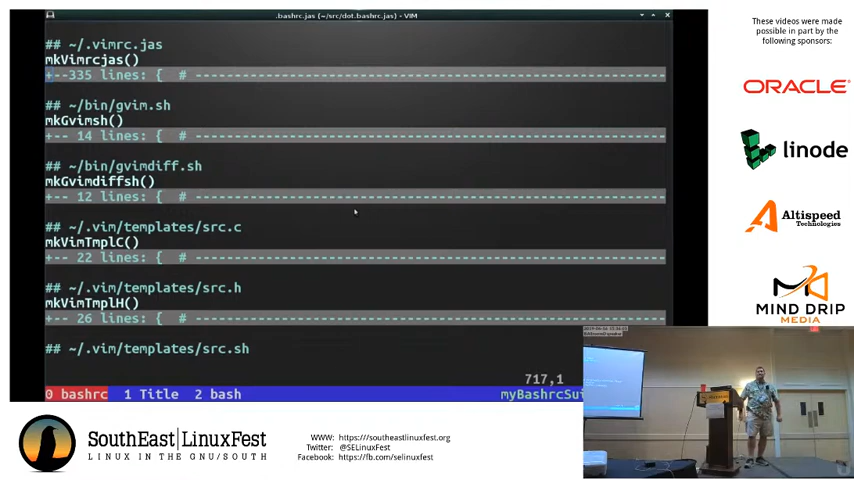 .bashrc.jas (~/src/dot.bashrc.jas) - VIM
## ~/.vimrc.jas
mkVimrcjas()
+--335 lines: {  # ----------------------------------------------------------------
## ~/bin/gvim.sh
mkGvimsh()
+-- 14 lines: {  # ----------------------------------------------------------------
## ~/bin/gvimdiff.sh
mkGvimdiffsh()
+-- 12 lines: {  # ----------------------------------------------------------------
## ~/.vim/templates/src.c
mkVimTmplC()
+-- 22 lines: {  # ----------------------------------------------------------------
## ~/.vim/templates/src.h
mkVimTmplH()
+-- 26 lines: {  # ----------------------------------------------------------------
## ~/.vim/templates/src.sh
717,1
0 bashrc  1 Title  2 bash
myBashrcSui
These videos were made
possible in part by the
following sponsors:
ORACLE
linode
Altispeed
Technologies
MIND DRIP
MEDIA
SouthEast|LinuxFest
LINUX IN THE GNU/SOUTH
WWW: https://southeastlinuxfest.org
Twitter: @SELinuxFest
Facebook: https://fb.com/selinuxfest